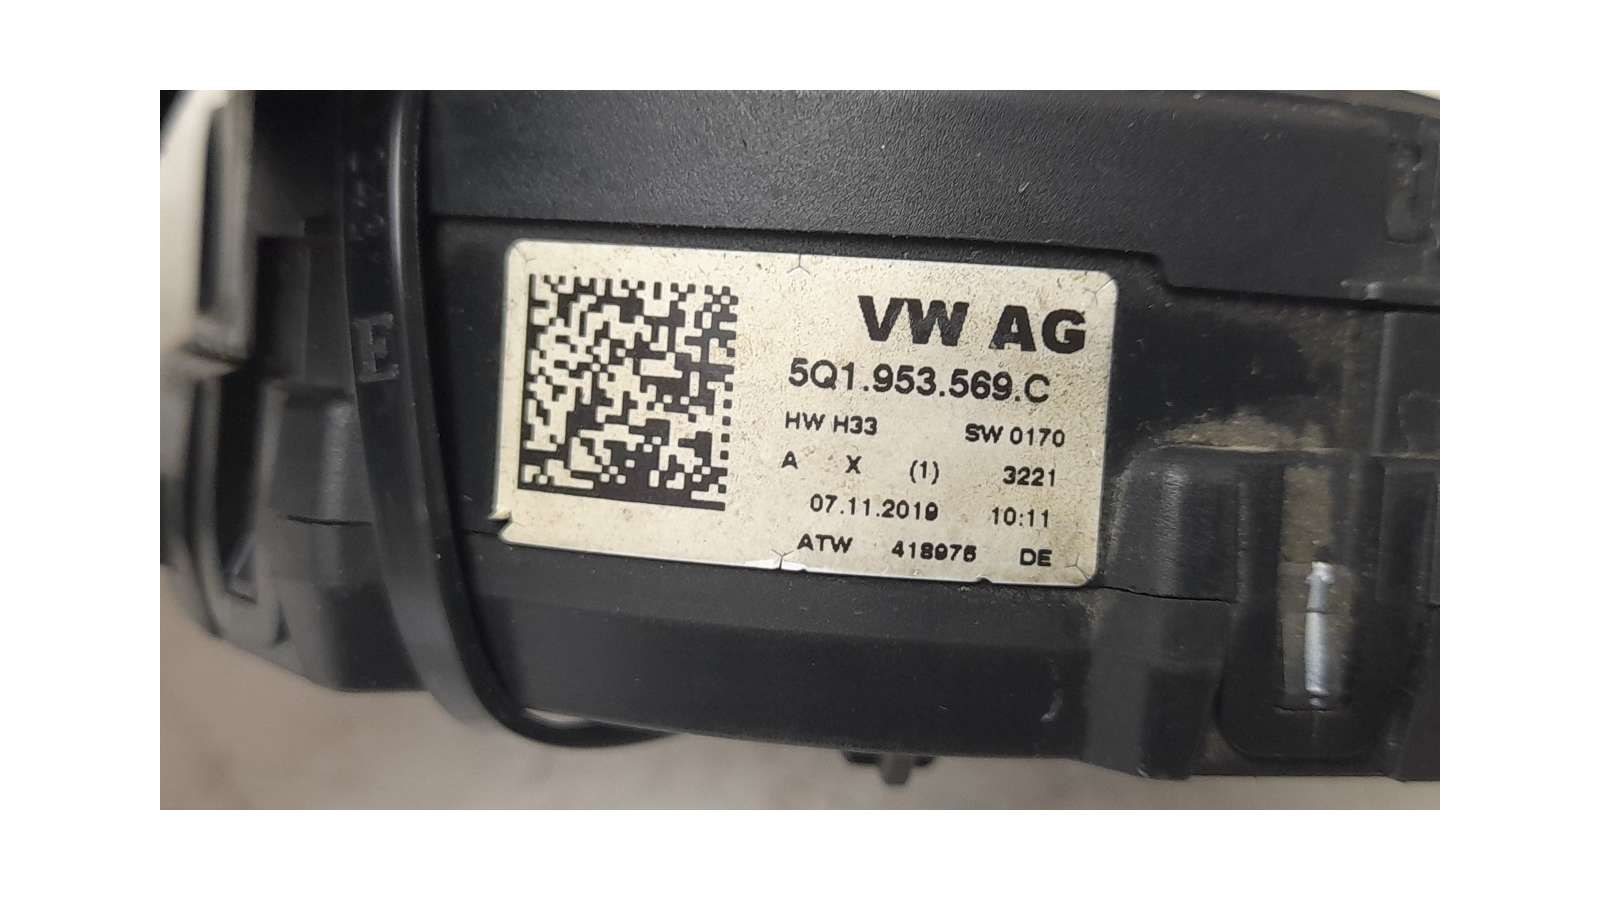 VW AG
5Q1.953.569.C
HW H33 SW 0170
A X (1) 3221
07.11.2019 10:11
ATW 418976 DE
E